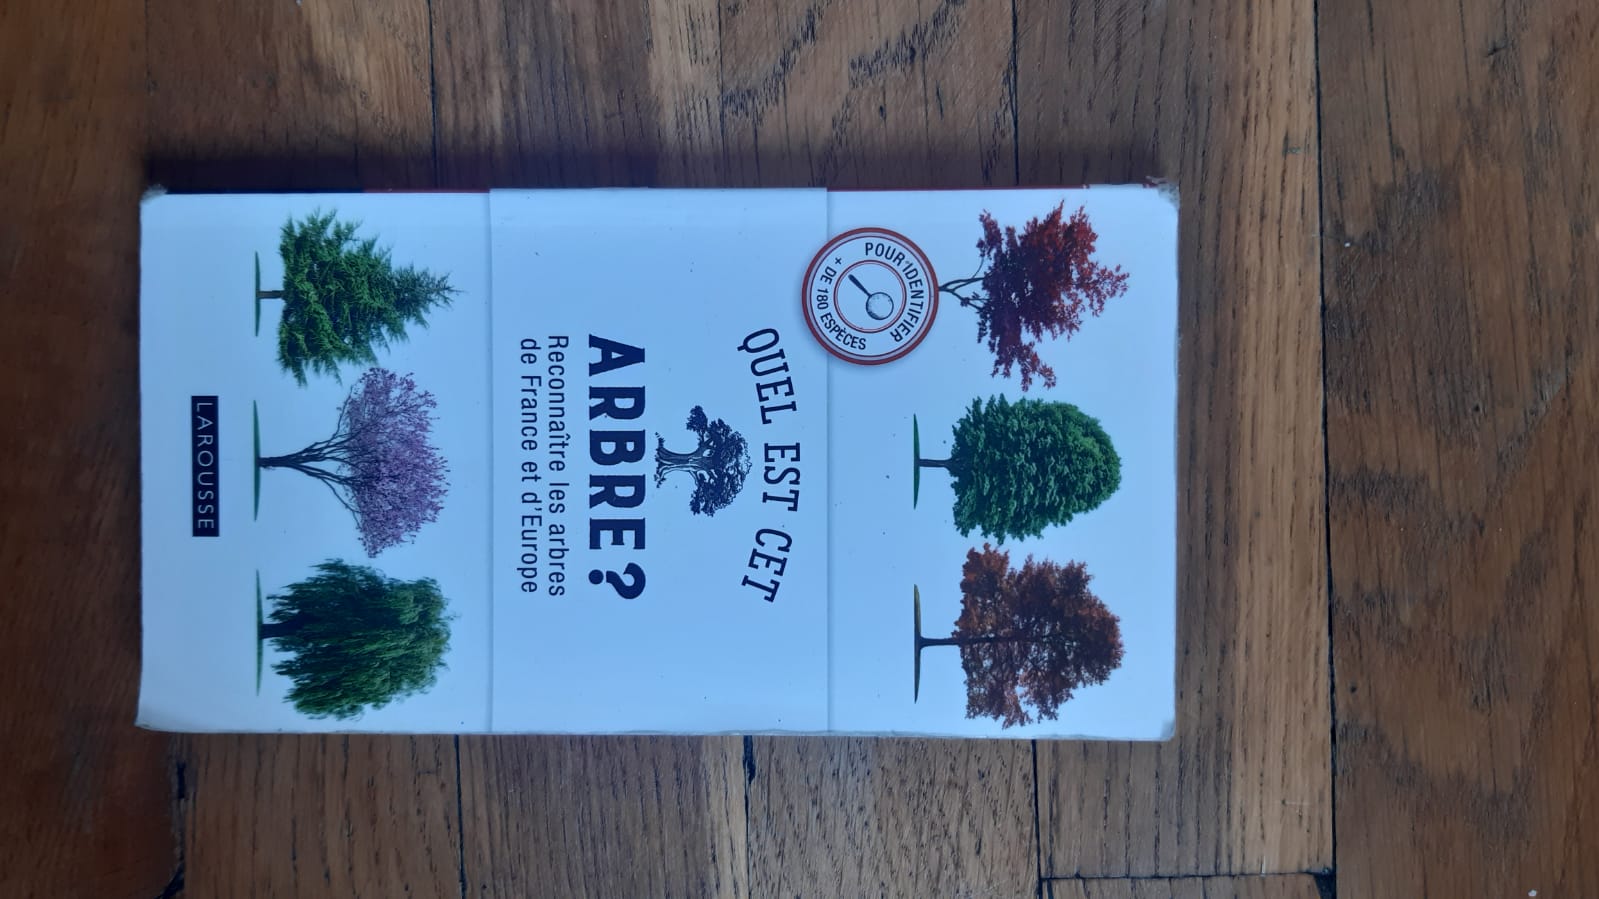 POUR IDENTIFIER
+ DE 180 ESPÈCES
QUEL EST CET
ARBRE?
Reconnaître les arbres
de France et d'Europe
LAROUSSE